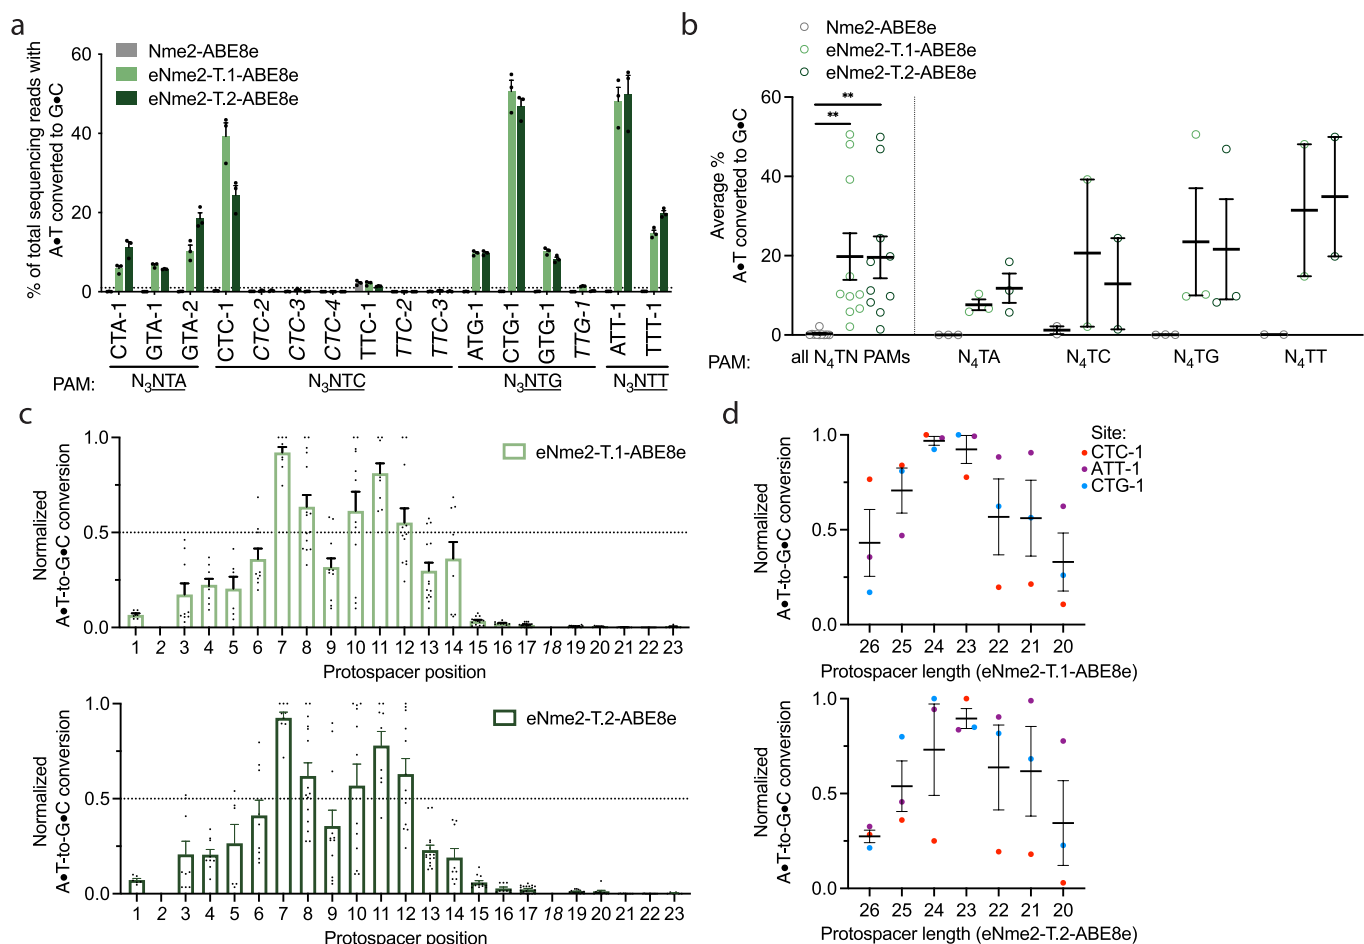 a
% of total sequencing reads with
A•T converted to G•C
60
40
20
0
Nme2-ABE8e
eNme2-T.1-ABE8e
eNme2-T.2-ABE8e
CTA-1
GTA-1
GTA-2
CTC-1
CTC-2
CTC-3
CTC-4
TTC-1
TTC-2
TTC-3
ATG-1
CTG-1
GTG-1
TTG-1
ATT-1
TTT-1
PAM: N3NTA N3NTC N3NTG N3NTT
b
Nme2-ABE8e
eNme2-T.1-ABE8e
eNme2-T.2-ABE8e
Average %
A•T converted to G•C
60
40
20
0
**
**
PAM: all N4TN PAMs N4TA N4TC N4TG N4TT
c
Normalized
A•T-to-G•C conversion
1.0
0.5
0.0
eNme2-T.1-ABE8e
1 2 3 4 5 6 7 8 9 10 11 12 13 14 15 16 17 18 19 20 21 22 23
Protospacer position
Normalized
A•T-to-G•C conversion
1.0
0.5
0.0
eNme2-T.2-ABE8e
1 2 3 4 5 6 7 8 9 10 11 12 13 14 15 16 17 18 19 20 21 22 23
Protospacer position
d
Normalized
A•T-to-G•C conversion
1.0
0.5
0.0
Site:
CTC-1
ATT-1
CTG-1
26 25 24 23 22 21 20
Protospacer length (eNme2-T.1-ABE8e)
Normalized
A•T-to-G•C conversion
1.0
0.5
0.0
26 25 24 23 22 21 20
Protospacer length (eNme2-T.2-ABE8e)